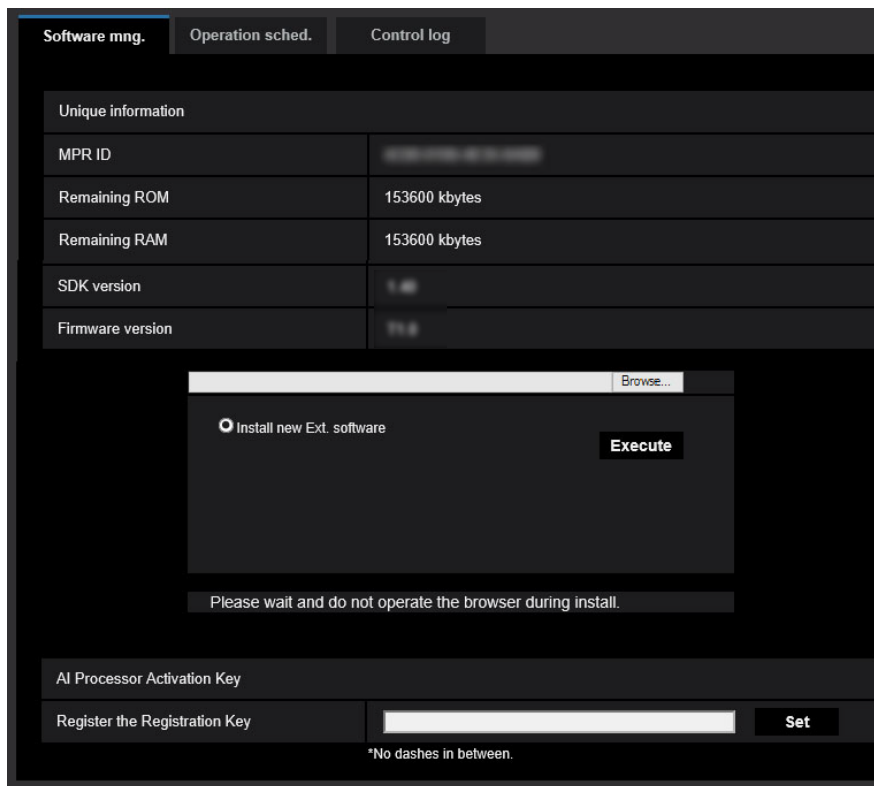 Software mng. Operation sched. Control log
Unique information
MPR ID
Remaining ROM 153600 kbytes
Remaining RAM 153600 kbytes
SDK version
Firmware version
Browse...
Install new Ext. software
Execute
Please wait and do not operate the browser during install.
AI Processor Activation Key
Register the Registration Key Set
*No dashes in between.